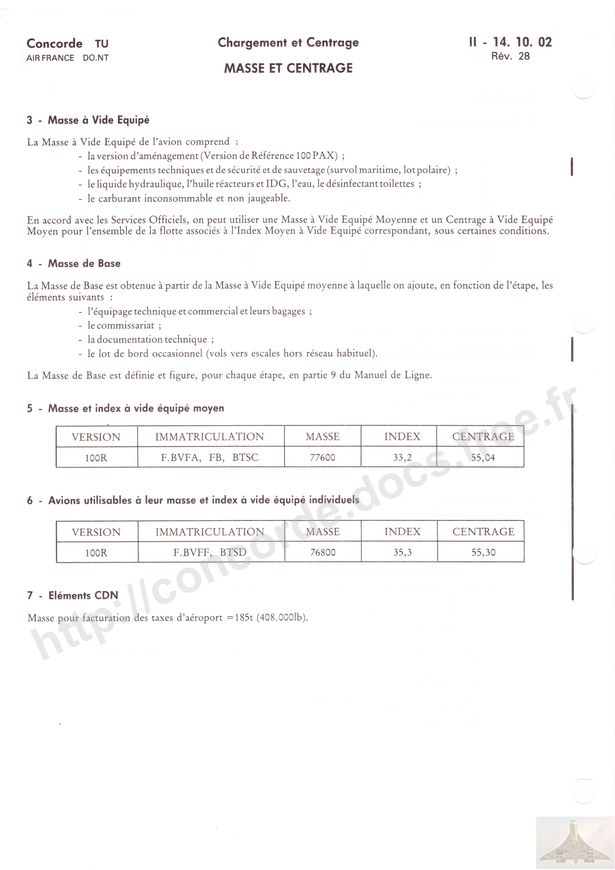 Concorde TU
AIR FRANCE DO.NT
Chargement et Centrage
MASSE ET CENTRAGE
II - 14. 10. 02
Rév. 28
3 - Masse à Vide Equipé
La Masse à Vide Equipé de l'avion comprend :
- la version d'aménagement (Version de Référence 100 PAX) ;
- les équipements techniques et de sécurité et de sauvetage (survol maritime, lot polaire) ;
- le liquide hydraulique, l'huile réacteurs et IDG, l'eau, le désinfectant toilettes ;
- le carburant inconsommable et non jaugeable.
En accord avec les Services Officiels, on peut utiliser une Masse à Vide Equipé Moyenne et un Centrage à Vide Equipé
Moyen pour l'ensemble de la flotte associés à l'Index Moyen à Vide Equipé correspondant, sous certaines conditions.
4 - Masse de Base
La Masse de Base est obtenue à partir de la Masse à Vide Equipé moyenne à laquelle on ajoute, en fonction de l'étape, les
éléments suivants :
- l'équipage technique et commercial et leurs bagages ;
- le commissariat ;
- la documentation technique ;
- le lot de bord occasionnel (vols vers escales hors réseau habituel).
La Masse de Base est définie et figure, pour chaque étape, en partie 9 du Manuel de Ligne.
5 - Masse et index à vide équipé moyen
VERSION IMMATRICULATION MASSE INDEX CENTRAGE
100R F.BVFA, FB, BTSC 77600 33,2 55,04
6 - Avions utilisables à leur masse et index à vide équipé individuels
VERSION IMMATRICULATION MASSE INDEX CENTRAGE
100R F.BVFF, BTSD 76800 35,3 55,30
7 - Eléments CDN
Masse pour facturation des taxes d'aéroport =185t (408.000lb).
http://concorde.docs.free.fr